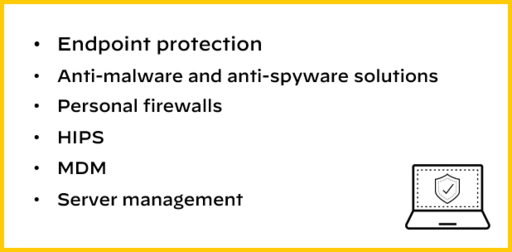 • Endpoint protection
• Anti-malware and anti-spyware solutions
• Personal firewalls
• HIPS
• MDM
• Server management